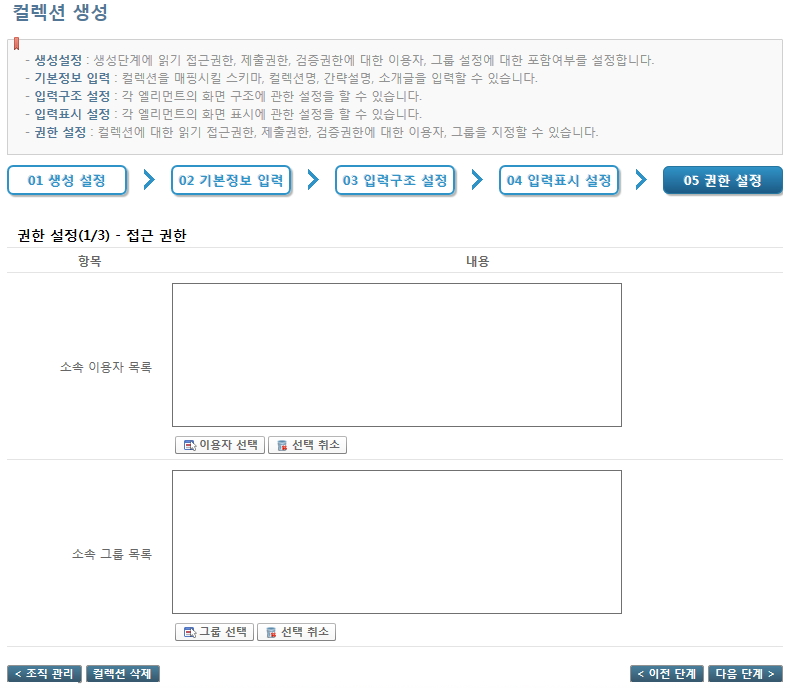 컬렉션 생성
- 생성설정 : 생성단계에 읽기 접근권한, 제출권한, 검증권한에 대한 이용자, 그룹 설정에 대한 포함여부를 설정합니다.
- 기본정보 입력 : 컬렉션을 매핑시킬 스키마, 컬렉션명, 간략설명, 소개글을 입력할 수 있습니다.
- 입력구조 설정 : 각 엘리먼트의 화면 구조에 관한 설정을 할 수 있습니다.
- 입력표시 설정 : 각 엘리먼트의 화면 표시에 관한 설정을 할 수 있습니다.
- 권한 설정 : 컬렉션에 대한 읽기 접근권한, 제출권한, 검증권한에 대한 이용자, 그룹을 지정할 수 있습니다.
01 생성 설정 02 기본정보 입력 03 입력구조 설정 04 입력표시 설정 05 권한 설정
권한 설정(1/3) - 접근 권한
항목 내용
소속 이용자 목록
이용자 선택 선택 취소
소속 그룹 목록
그룹 선택 선택 취소
< 조직 관리 컬렉션 삭제 < 이전 단계 다음 단계 >